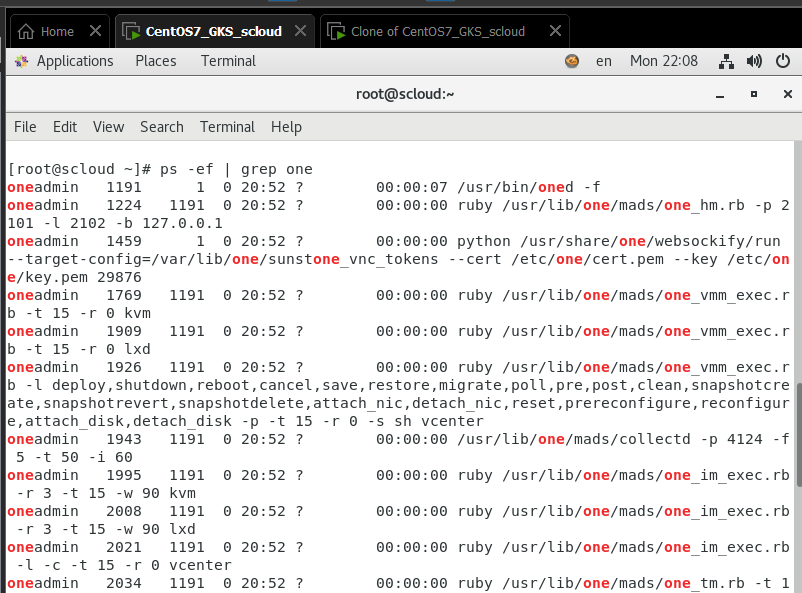 Home CentOS7_GKS_scloud Clone of CentOS7_GKS_scloud
Applications Places Terminal en Mon 22:08
root@scloud:~
File Edit View Search Terminal Help
[root@scloud ~]# ps -ef | grep one
oneadmin   1191      1  0 20:52 ?        00:00:07 /usr/bin/oned -f
oneadmin   1224   1191  0 20:52 ?        00:00:00 ruby /usr/lib/one/mads/one_hm.rb -p 2
101 -l 2102 -b 127.0.0.1
oneadmin   1459      1  0 20:52 ?        00:00:00 python /usr/share/one/websockify/run
--target-config=/var/lib/one/sunstone_vnc_tokens --cert /etc/one/cert.pem --key /etc/on
e/key.pem 29876
oneadmin   1769   1191  0 20:52 ?        00:00:00 ruby /usr/lib/one/mads/one_vmm_exec.r
b -t 15 -r 0 kvm
oneadmin   1909   1191  0 20:52 ?        00:00:00 ruby /usr/lib/one/mads/one_vmm_exec.r
b -t 15 -r 0 lxd
oneadmin   1926   1191  0 20:52 ?        00:00:00 ruby /usr/lib/one/mads/one_vmm_exec.r
b -l deploy,shutdown,reboot,cancel,save,restore,migrate,poll,pre,post,clean,snapshotcre
ate,snapshotrevert,snapshotdelete,attach_nic,detach_nic,reset,prereconfigure,reconfigur
e,attach_disk,detach_disk -p -t 15 -r 0 -s sh vcenter
oneadmin   1943   1191  0 20:52 ?        00:00:00 /usr/lib/one/mads/collectd -p 4124 -f
 5 -t 50 -i 60
oneadmin   1995   1191  0 20:52 ?        00:00:00 ruby /usr/lib/one/mads/one_im_exec.rb
 -r 3 -t 15 -w 90 kvm
oneadmin   2008   1191  0 20:52 ?        00:00:00 ruby /usr/lib/one/mads/one_im_exec.rb
 -r 3 -t 15 -w 90 lxd
oneadmin   2021   1191  0 20:52 ?        00:00:00 ruby /usr/lib/one/mads/one_im_exec.rb
 -l -c -t 15 -r 0 vcenter
oneadmin   2034   1191  0 20:52 ?        00:00:00 ruby /usr/lib/one/mads/one_tm.rb -t 1